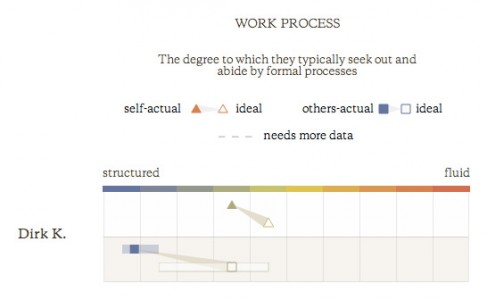 WORK PROCESS
The degree to which they typically seek out and
abide by formal processes
self-actual ideal others-actual ideal
needs more data
structured fluid
Dirk K.